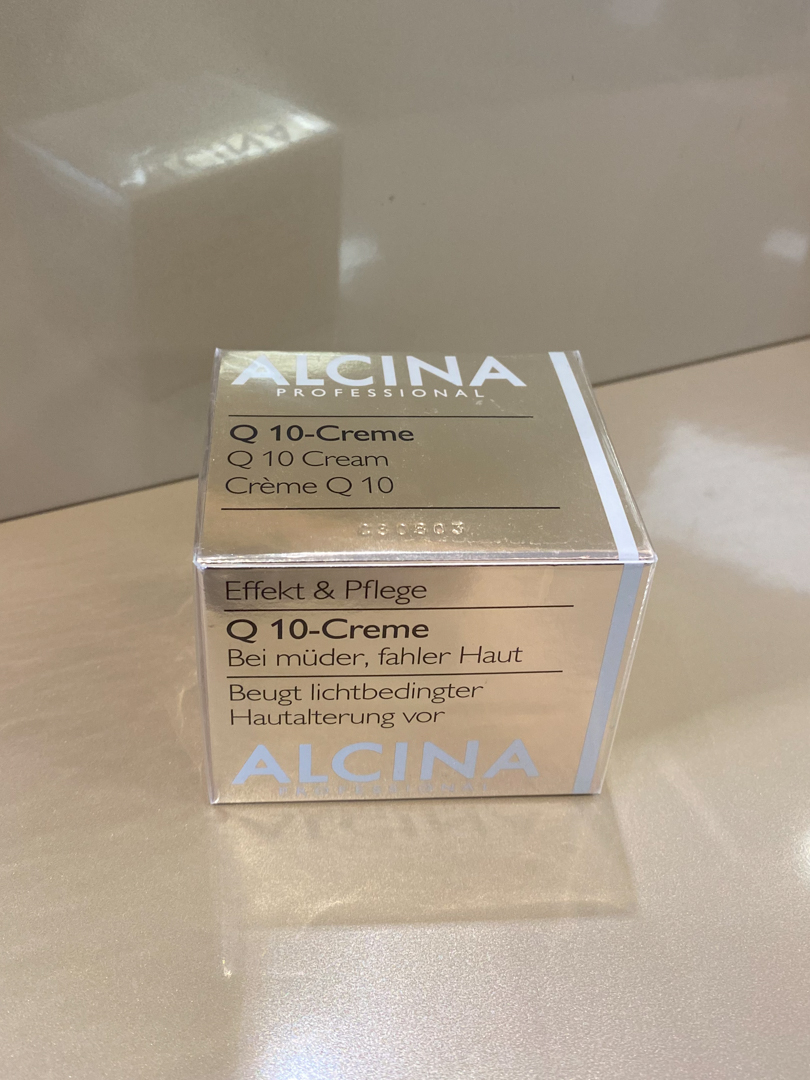 ALCINA
PROFESSIONAL
Q 10-Creme
Q 10 Cream
Crème Q 10
Effekt & Pflege
Q 10-Creme
Bei müder, fahler Haut
Beugt lichtbedingter
Hautalterung vor
ALCINA
PROFESSIONAL